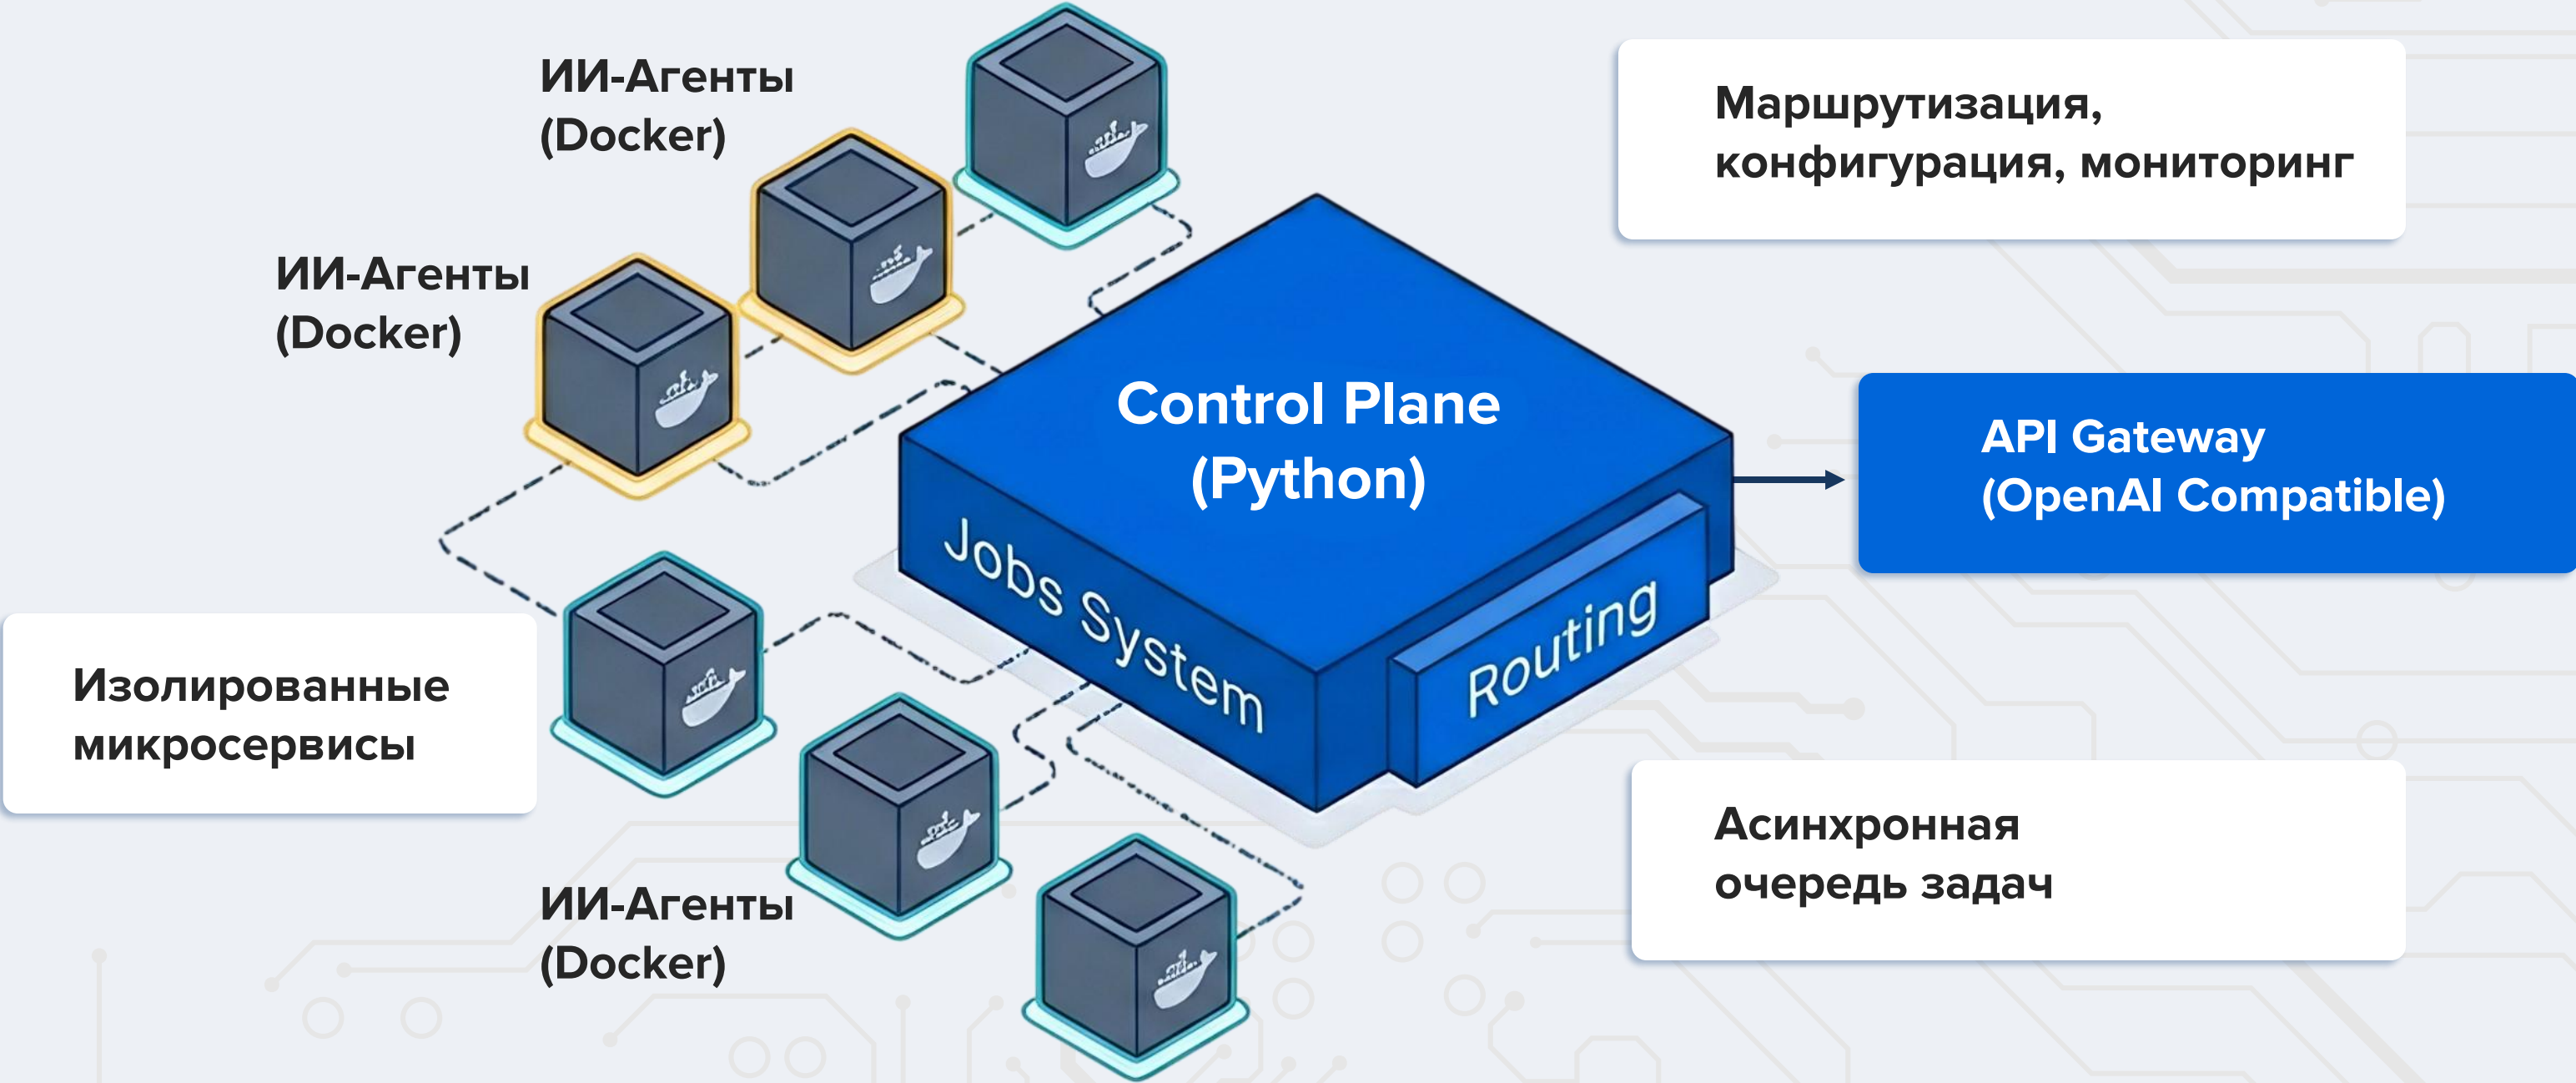 ИИ-Агенты
(Docker)
ИИ-Агенты
(Docker)
Маршрутизация,
конфигурация, мониторинг
Control Plane
(Python)
Jobs System
Routing
API Gateway
(OpenAI Compatible)
Изолированные
микросервисы
Асинхронная
очередь задач
ИИ-Агенты
(Docker)